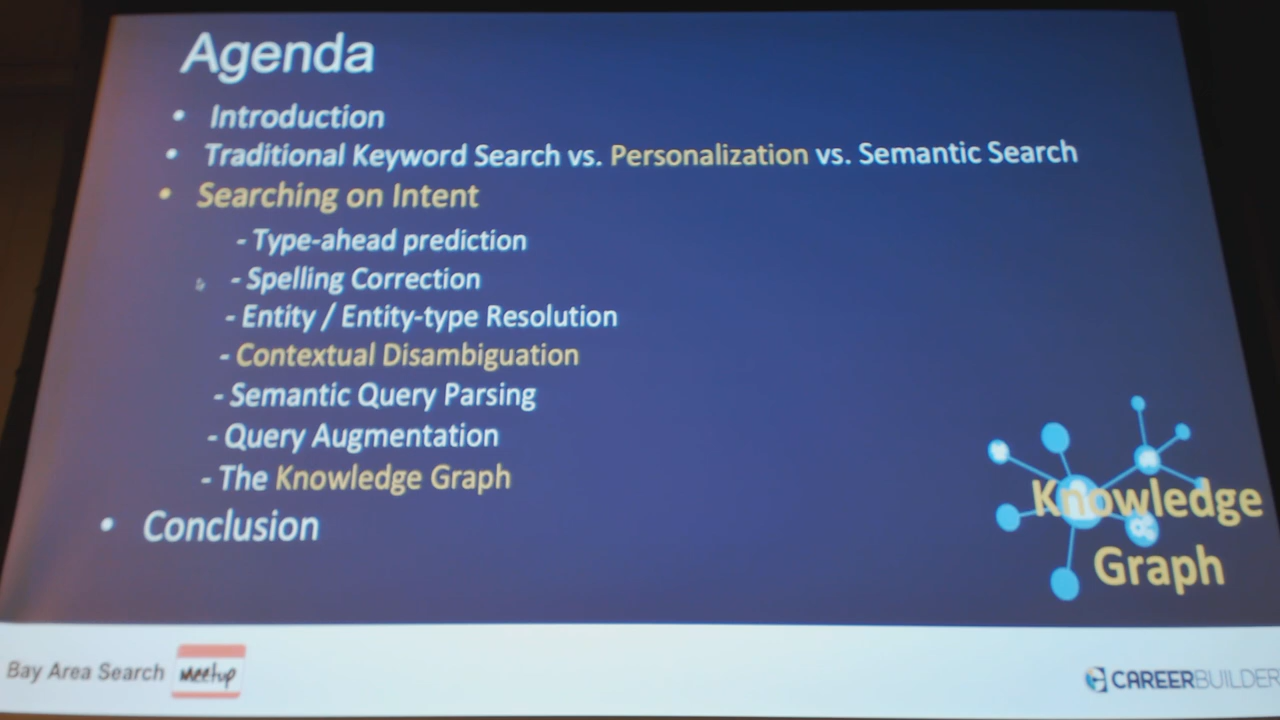 Agenda
• Introduction
• Traditional Keyword Search vs. Personalization vs. Semantic Search
• Searching on Intent
- Type-ahead prediction
- Spelling Correction
- Entity / Entity-type Resolution
- Contextual Disambiguation
- Semantic Query Parsing
- Query Augmentation
- The Knowledge Graph
• Conclusion
Knowledge
Graph
Bay Area Search Meetup
CAREERBUILDER